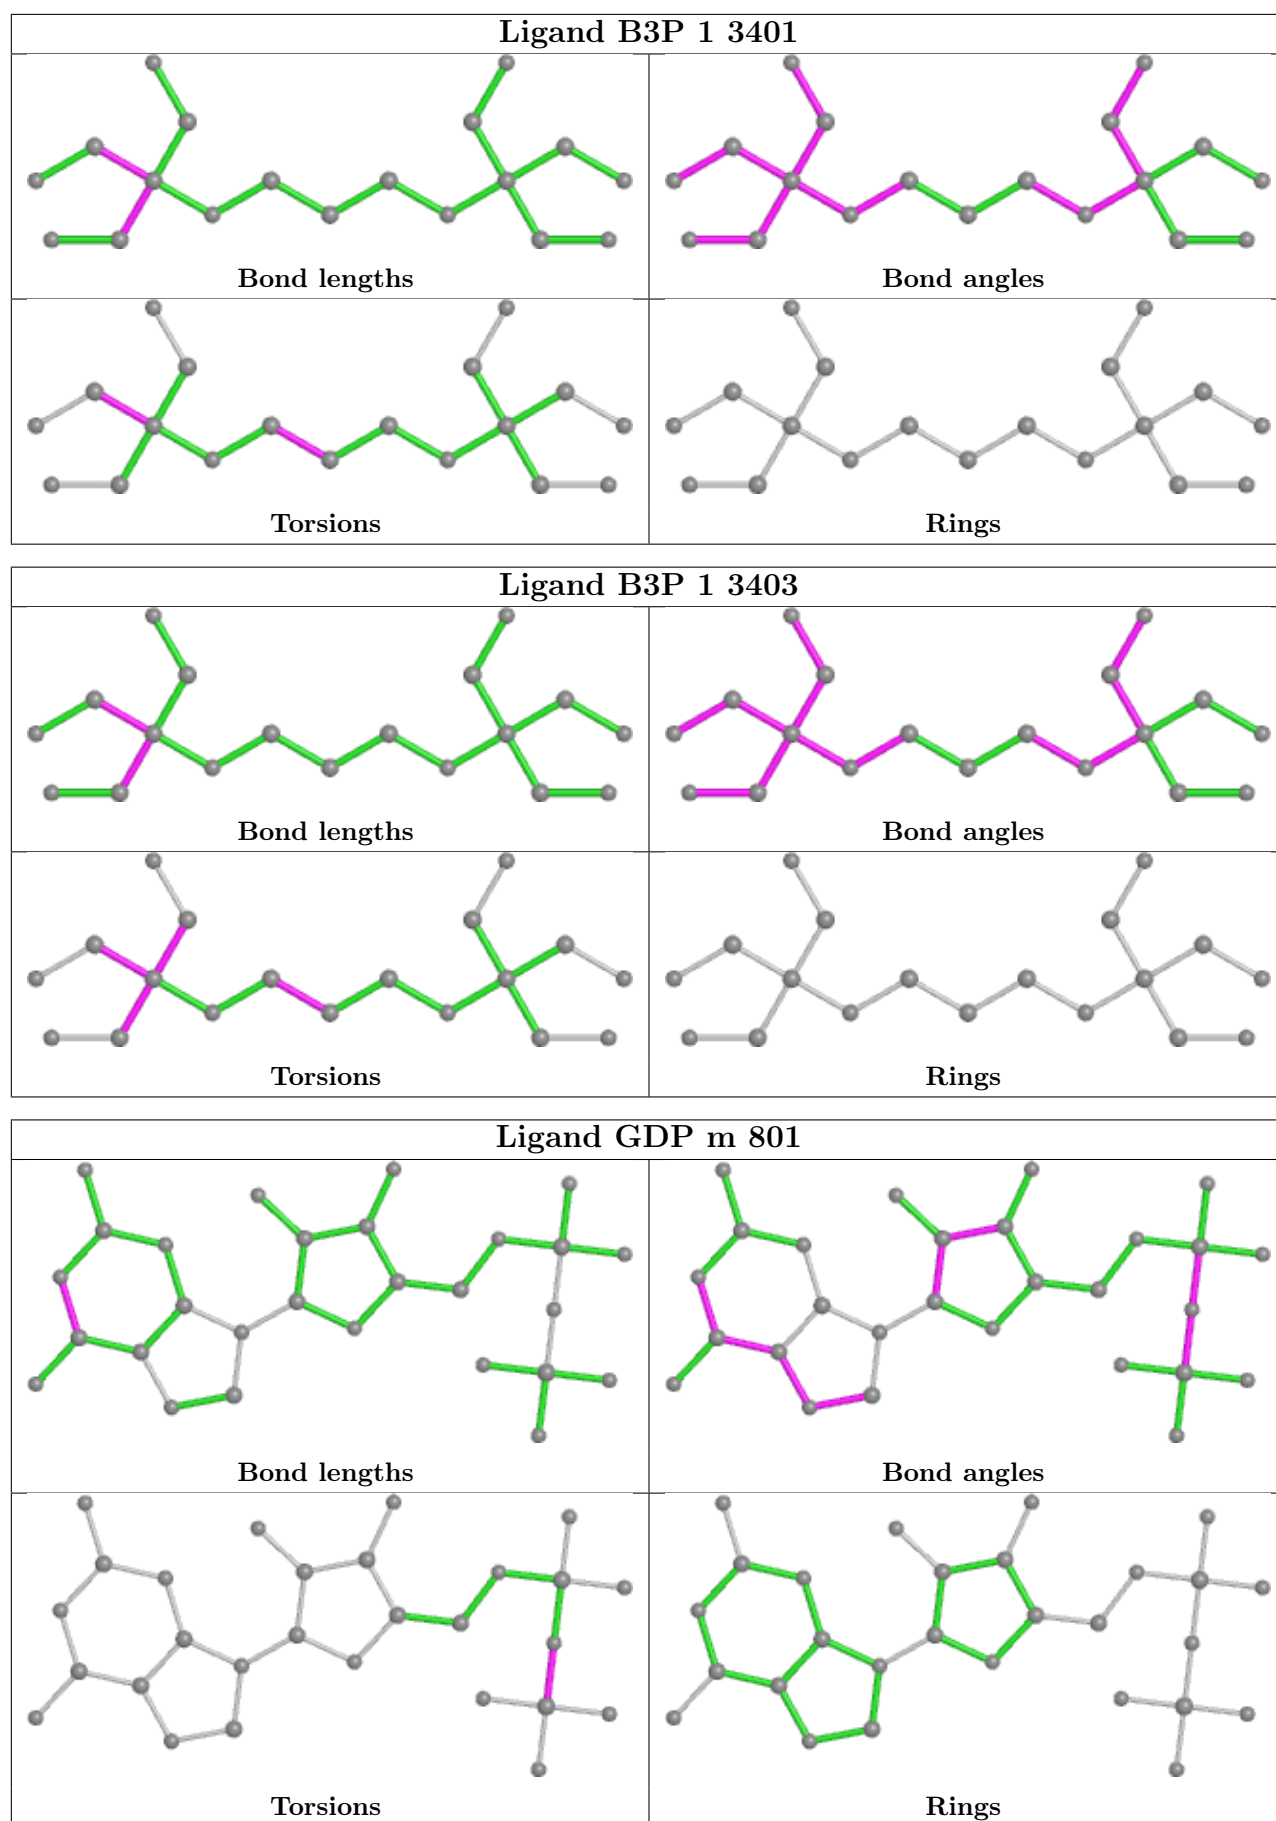 Ligand B3P 1 3401
Bond lengths
Bond angles
Torsions
Rings
Ligand B3P 1 3403
Bond lengths
Bond angles
Torsions
Rings
Ligand GDP m 801
Bond lengths
Bond angles
Torsions
Rings